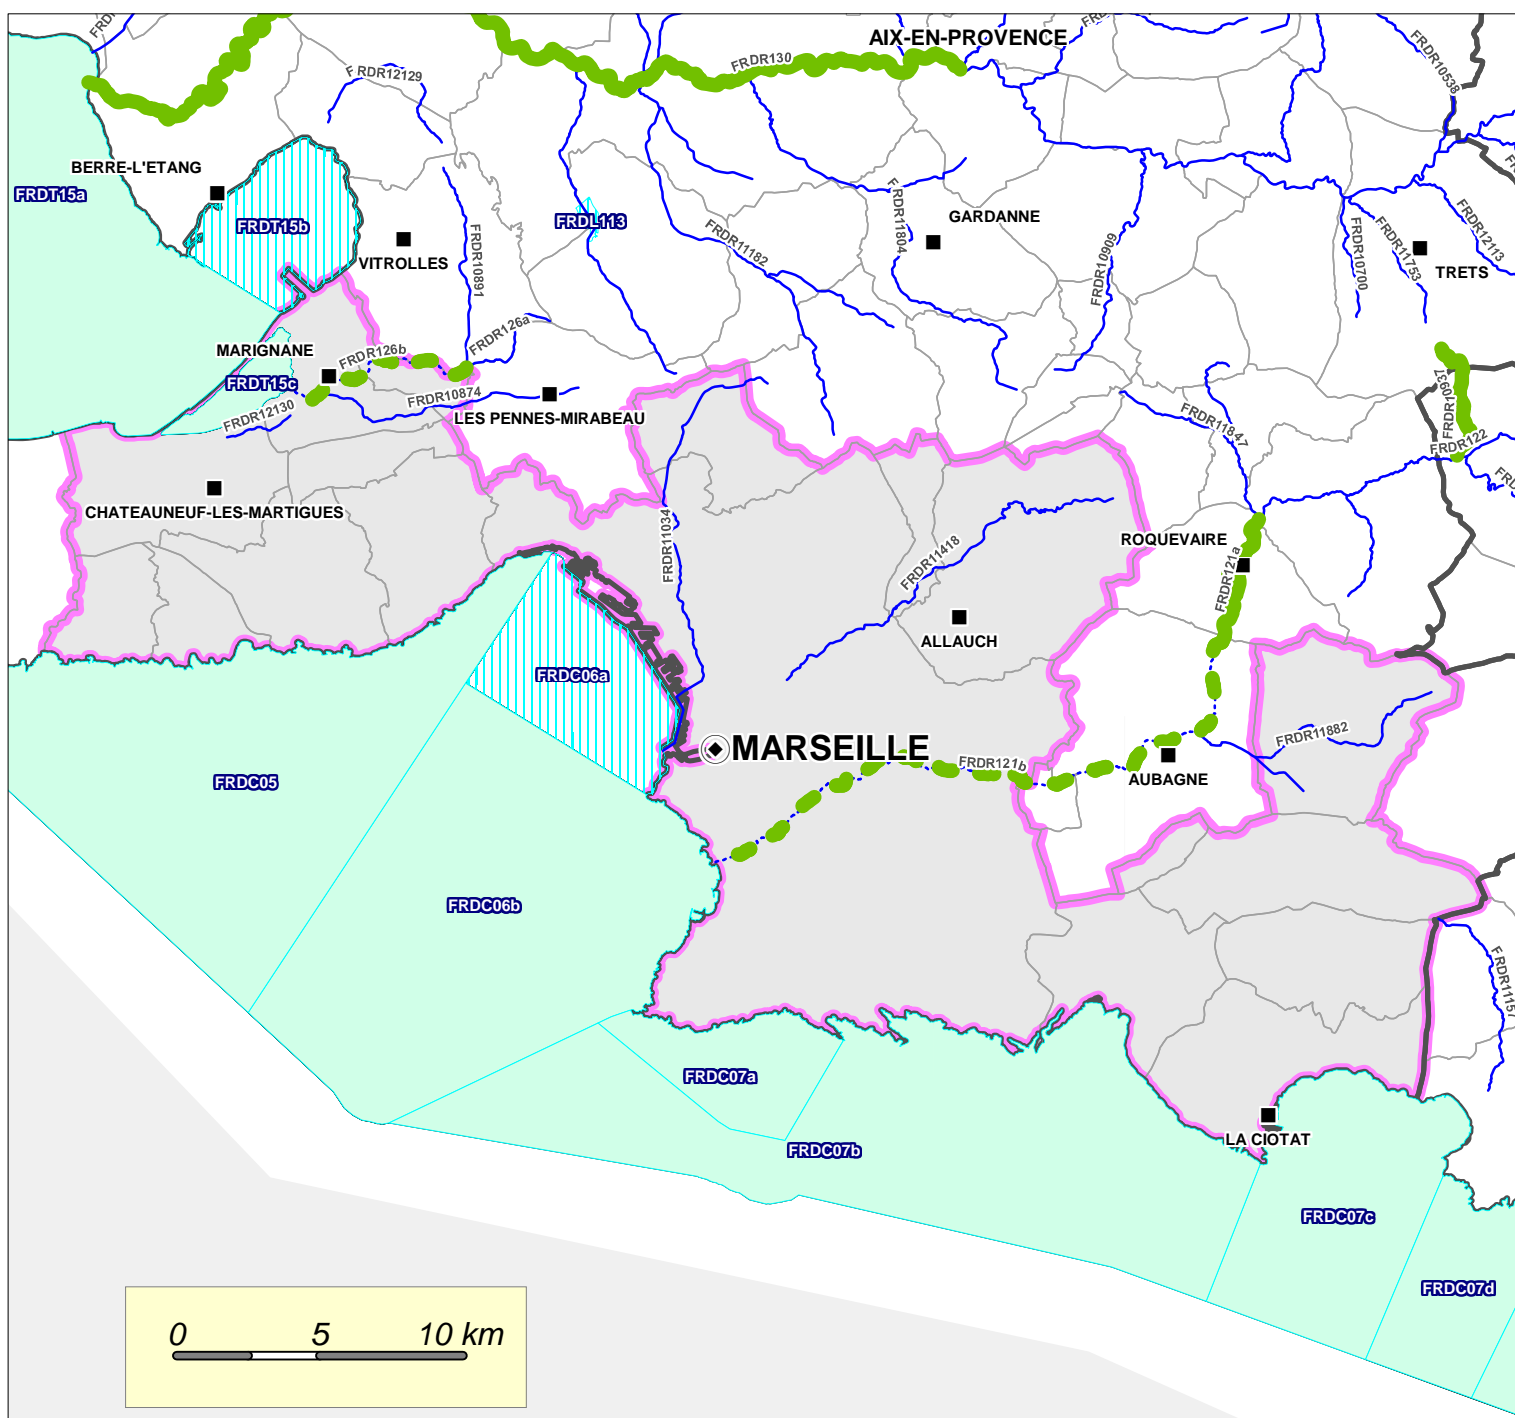 AIX-EN-PROVENCE
FRDR130
FRDR12129
FRDR10538
BERRE-L'ETANG
FRDT15a
FRDT15b
FRDL113
VITROLLES
FRDR10891
FRDR11182
FRDR11804
GARDANNE
FRDR10909
FRDR10700
FRDR11753
FRDR12113
TRETS
MARIGNANE
FRDR126b
FRDR126a
FRDT15c
FRDR10874
FRDR12130
LES PENNES-MIRABEAU
FRDR11847
FRDR10937
FRDR122
CHATEAUNEUF-LES-MARTIGUES
FRDR11034
FRDR11418
ROQUEVAIRE
FRDR121a
ALLAUCH
FRDC06a
MARSEILLE
FRDR121b
FRDR11882
AUBAGNE
FRDC05
FRDC06b
FRDR11157
FRDC07a
LA CIOTAT
FRDC07b
FRDC07c
FRDC07d
0 5 10 km